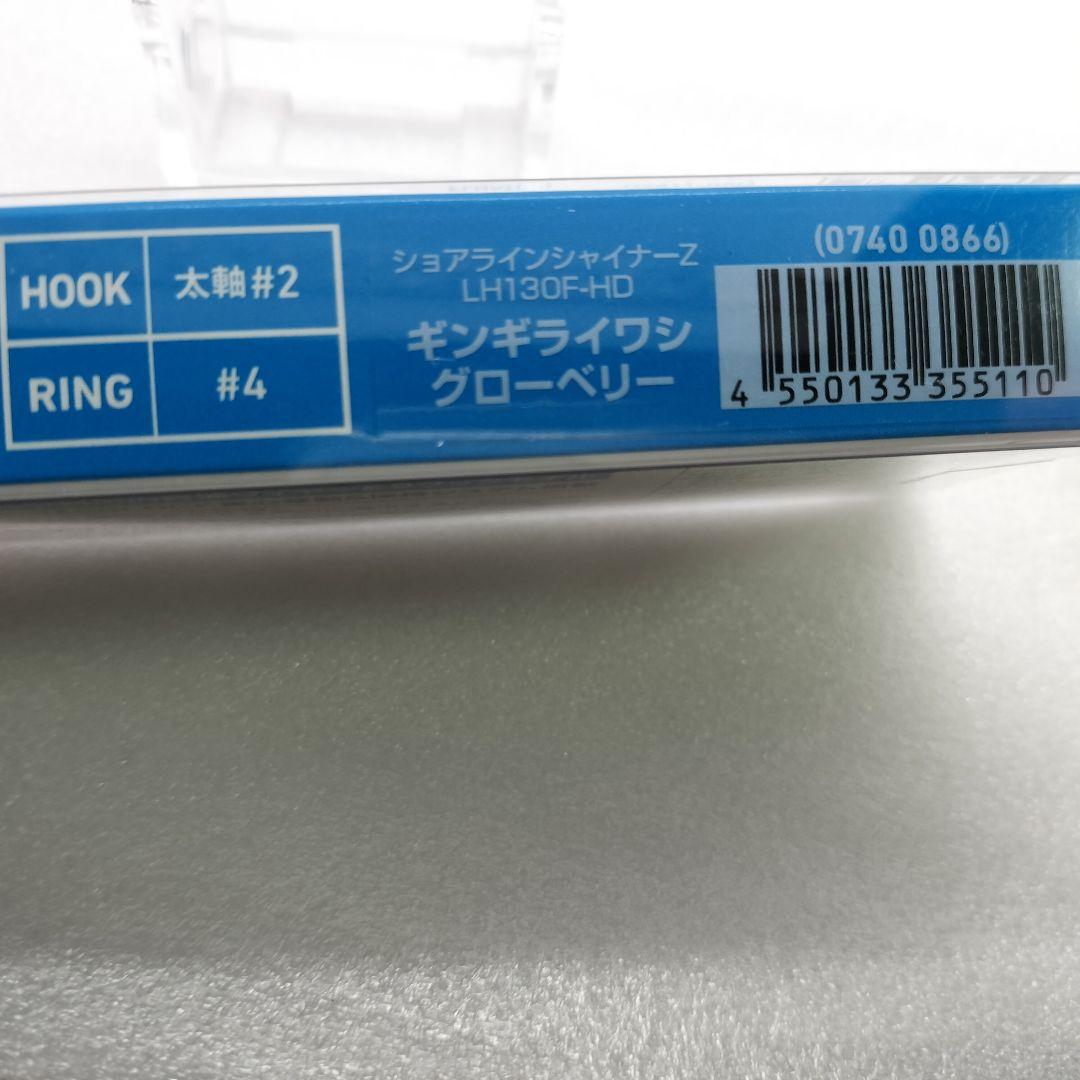 HOOK 太軸#2
RING #4
ショアラインシャイナーZ
LH130F-HD
ギンギライワシ
グローベリー
(0740 0866)
4 550133 355110